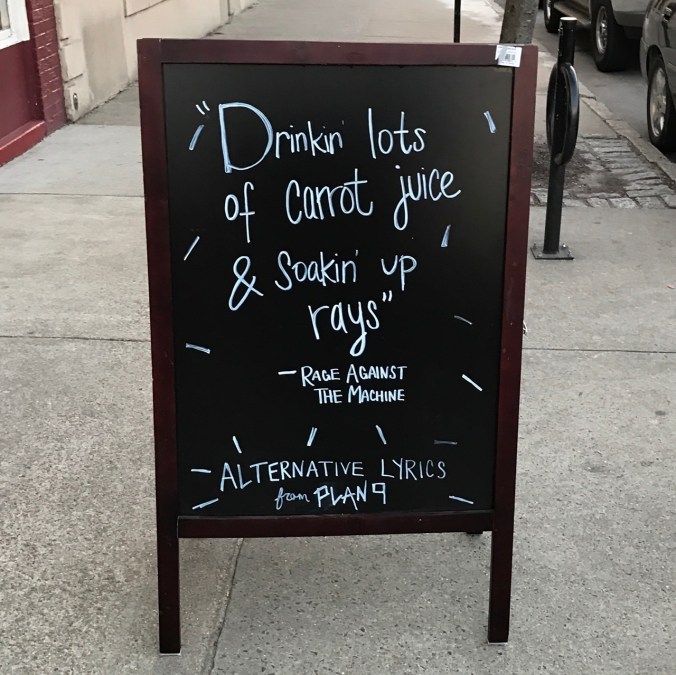 "Drinkin' lots
of Carrot juice
& Soakin' up
rays"
- RAGE AGAINST
THE MACHINE
ALTERNATIVE LYRICS
from PLAN 9